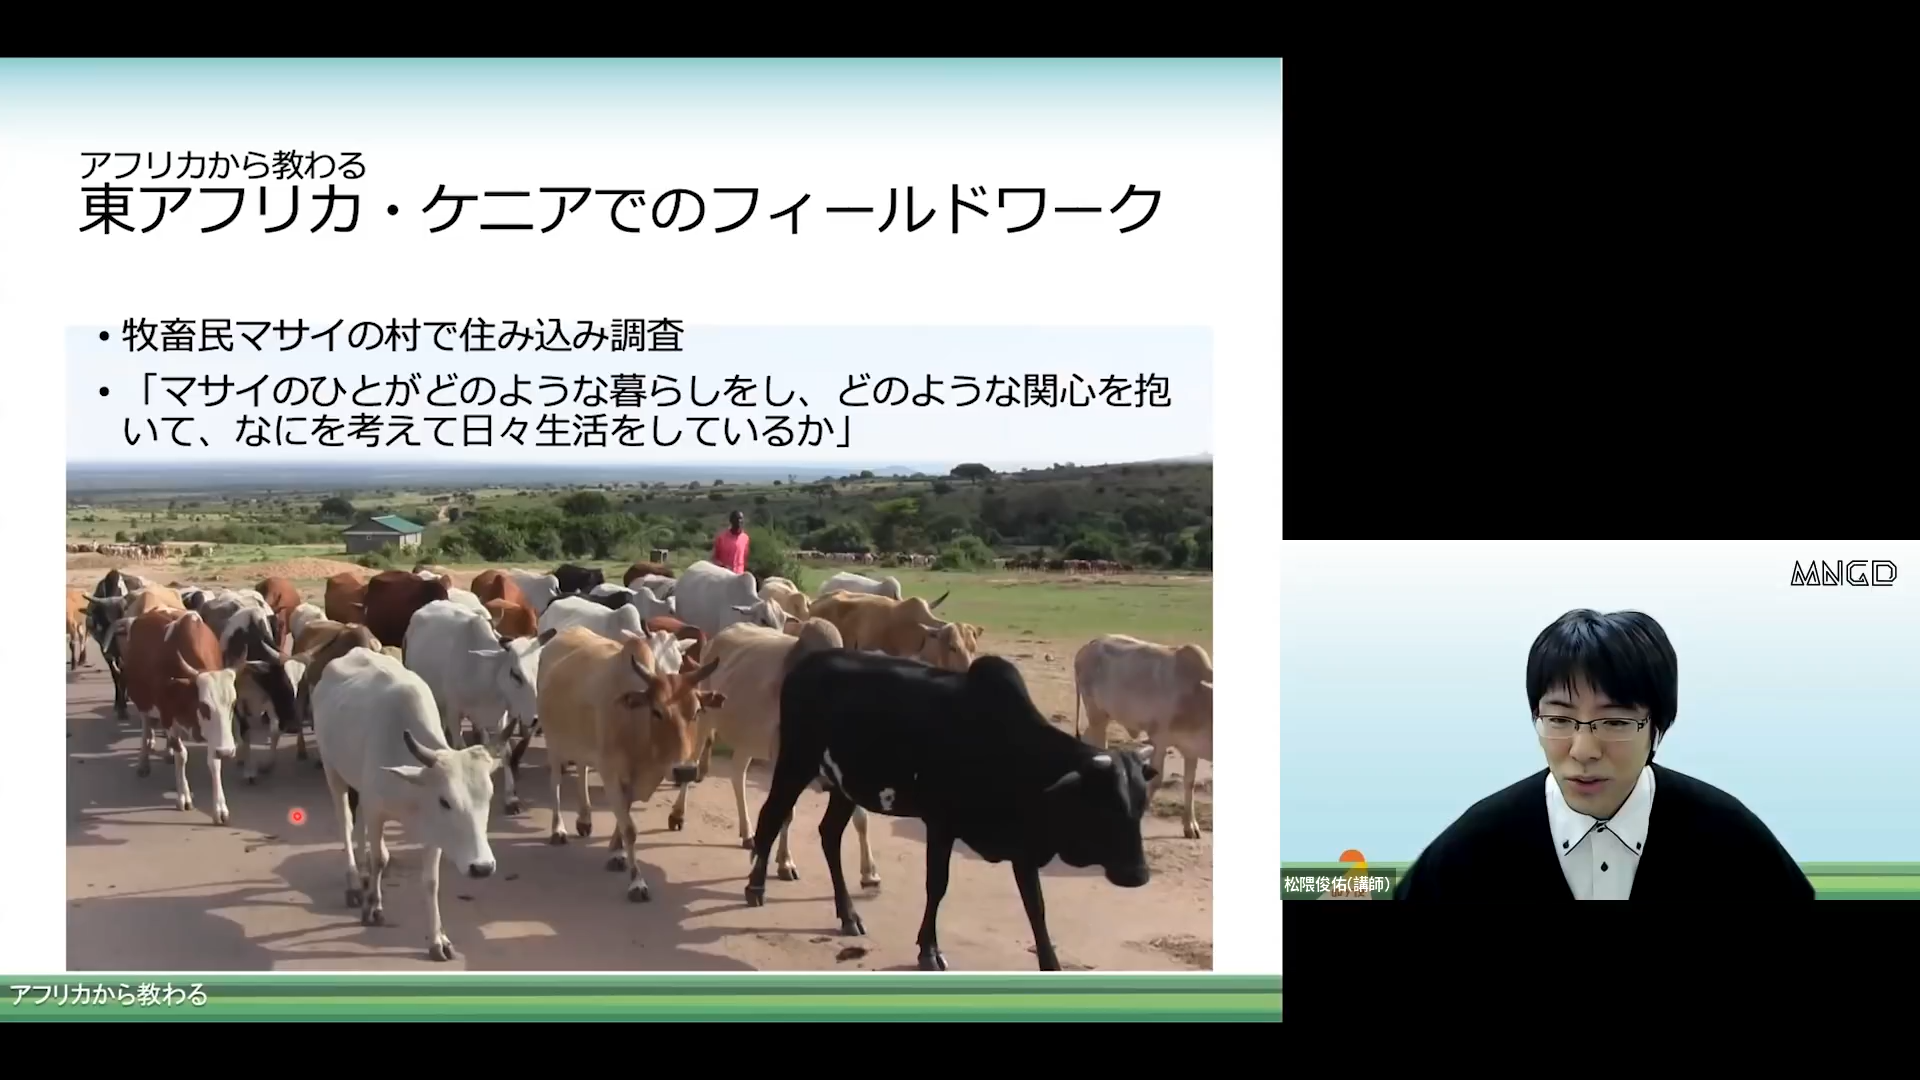 アフリカから教わる
東アフリカ・ケニアでのフィールドワーク
・牧畜民マサイの村で住み込み調査
・「マサイのひとがどのような暮らしをし、どのような関心を抱
いて、なにを考えて日々生活をしているか」
アフリカから教わる
MNGD
松隈俊佑(講師)